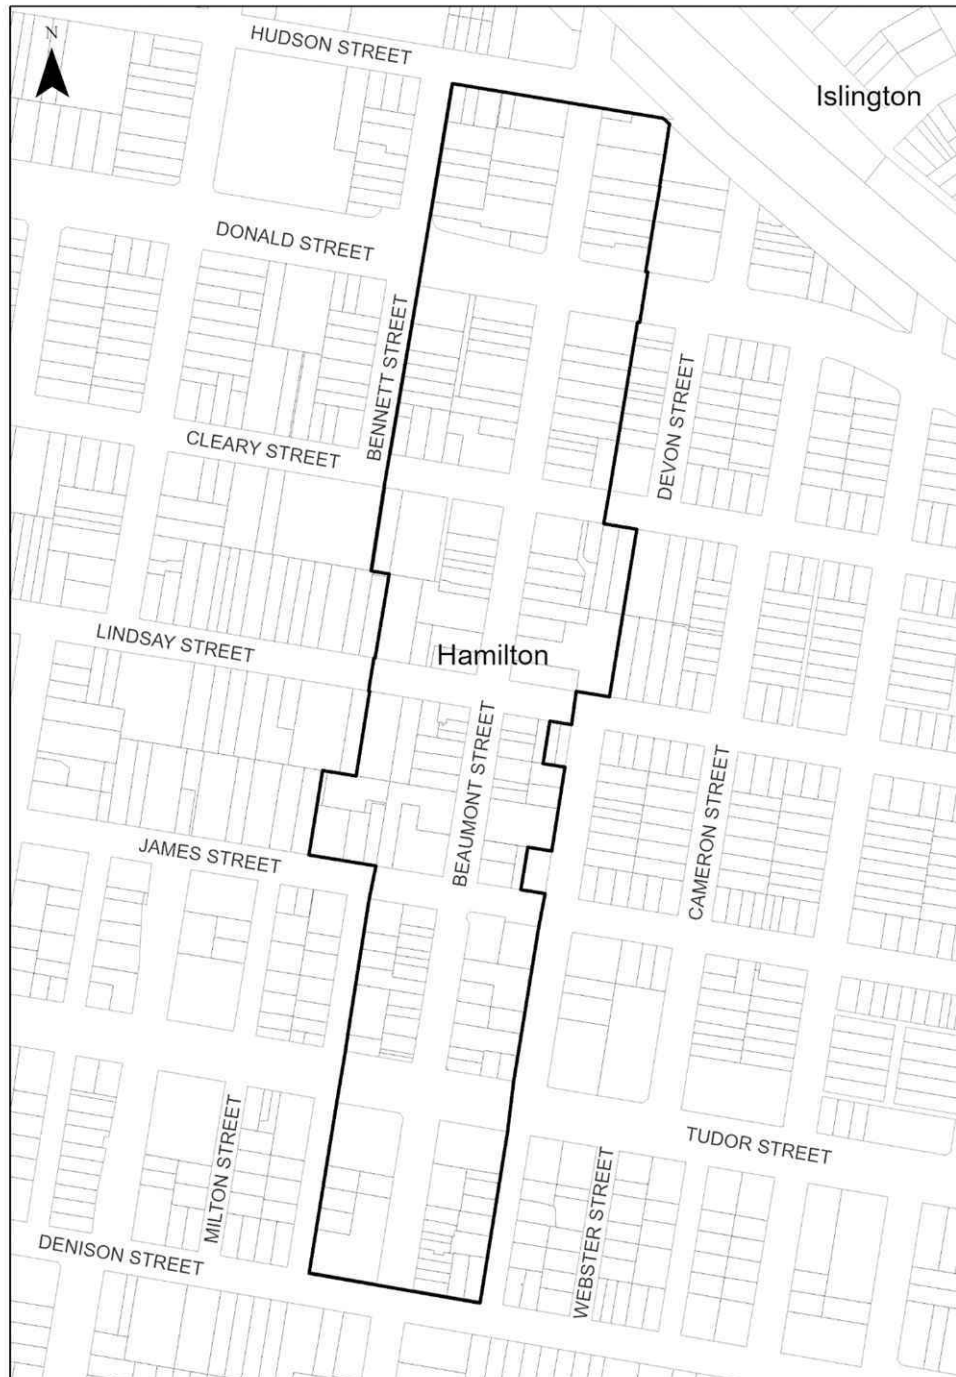 HUDSON STREET
N
Islington
DONALD STREET
BENNETT STREET
DEVON STREET
CLEARY STREET
LINDSAY STREET
Hamilton
BEAUMONT STREET
CAMERON STREET
JAMES STREET
MILTON STREET
TUDOR STREET
WEBSTER STREET
DENISON STREET